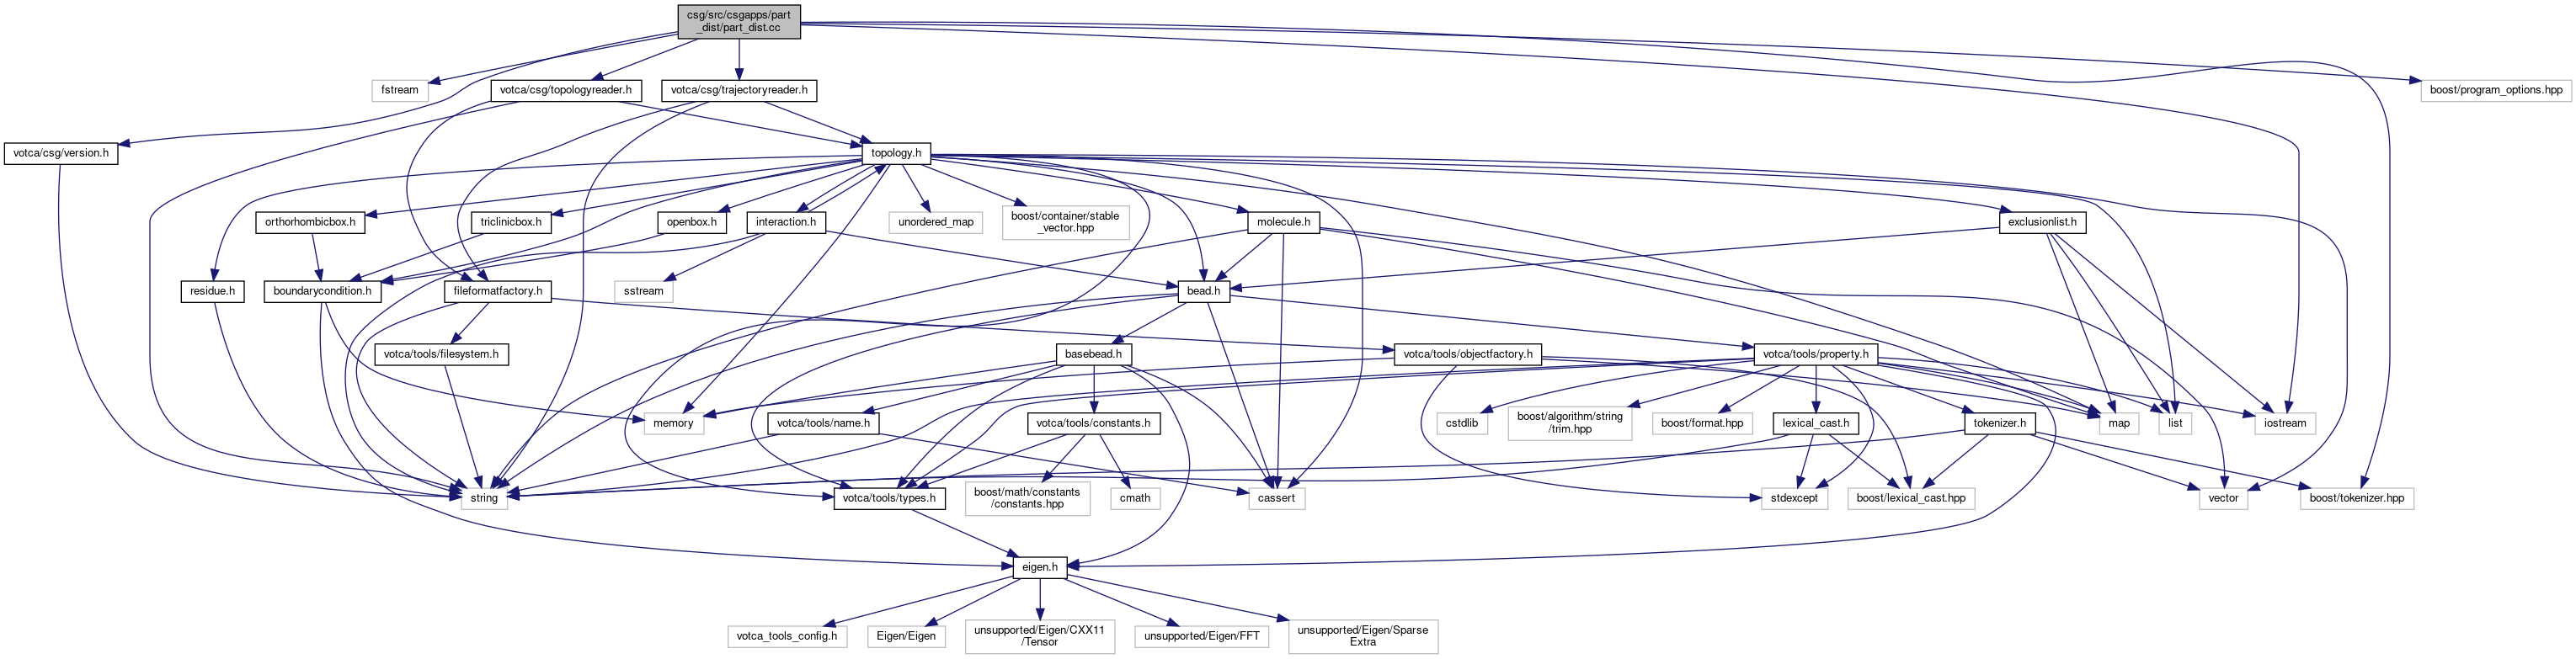 csg/src/csgapps/part
_dist/part_dist.cc
fstream
votca/csg/topologyreader.h
votca/csg/trajectoryreader.h
boost/program_options.hpp
votca/csg/version.h
topology.h
orthorhombicbox.h
triclinicbox.h
openbox.h
interaction.h
unordered_map
boost/container/stable
_vector.hpp
molecule.h
exclusionlist.h
residue.h
boundarycondition.h
fileformatfactory.h
sstream
bead.h
votca/tools/filesystem.h
basebead.h
votca/tools/objectfactory.h
votca/tools/property.h
memory
votca/tools/name.h
votca/tools/constants.h
cstdlib
boost/algorithm/string
/trim.hpp
boost/format.hpp
lexical_cast.h
tokenizer.h
map
list
iostream
string
votca/tools/types.h
boost/math/constants
/constants.hpp
cmath
cassert
stdexcept
boost/lexical_cast.hpp
vector
boost/tokenizer.hpp
eigen.h
votca_tools_config.h
Eigen/Eigen
unsupported/Eigen/CXX11
/Tensor
unsupported/Eigen/FFT
unsupported/Eigen/Sparse
Extra